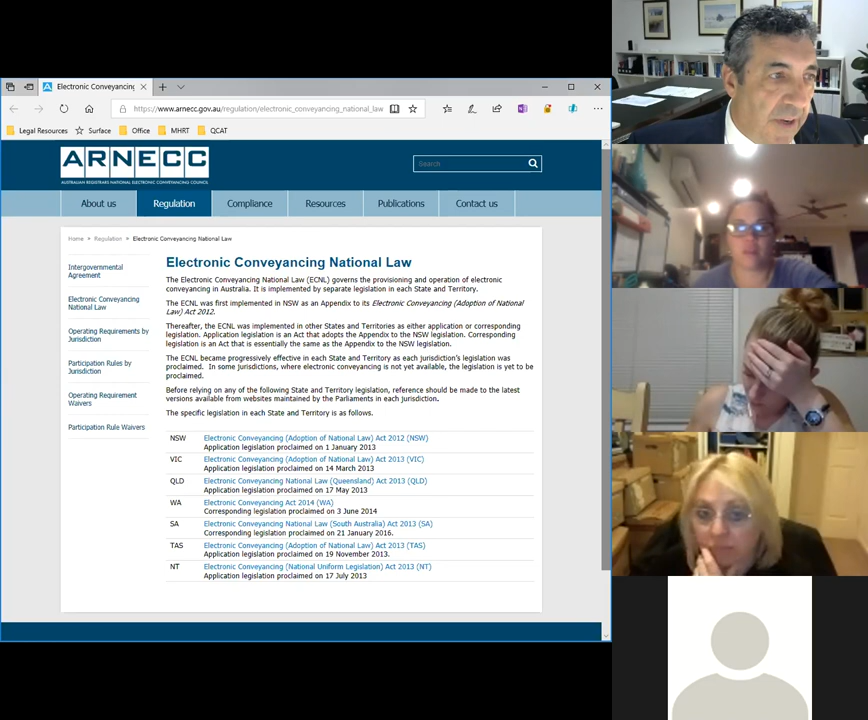 Electronic Conveyancing
https://www.arnecc.gov.au/regulation/electronic_conveyancing_national_law
Legal Resources
Surface
Office
MHRT
QCAT
ARNECC
AUSTRALIAN REGISTRARS NATIONAL ELECTRONIC CONVEYANCING COUNCIL
Search
About us
Regulation
Compliance
Resources
Publications
Contact us
Home » Regulation » Electronic Conveyancing National Law
Intergovernmental
Agreement
Electronic Conveyancing
National Law
Operating Requirements by
Jurisdiction
Participation Rules by
Jurisdiction
Operating Requirement
Waivers
Participation Rule Waivers
Electronic Conveyancing National Law
The Electronic Conveyancing National Law (ECNL) governs the provisioning and operation of electronic
conveyancing in Australia. It is implemented by separate legislation in each State and Territory.
The ECNL was first implemented in NSW as an Appendix to its Electronic Conveyancing (Adoption of National
Law) Act 2012.
Thereafter, the ECNL was implemented in other States and Territories as either application or corresponding
legislation. Application legislation is an Act that adopts the Appendix to the NSW legislation. Corresponding
legislation is an Act that is essentially the same as the Appendix to the NSW legislation.
The ECNL became progressively effective in each State and Territory as each jurisdiction's legislation was
proclaimed. In some jurisdictions, where electronic conveyancing is not yet available, the legislation is yet to be
proclaimed.
Before relying on any of the following State and Territory legislation, reference should be made to the latest
versions available from websites maintained by the Parliaments in each jurisdiction.
The specific legislation in each State and Territory is as follows.
NSW Electronic Conveyancing (Adoption of National Law) Act 2012 (NSW)
Application legislation proclaimed on 1 January 2013
VIC Electronic Conveyancing (Adoption of National Law) Act 2013 (VIC)
Application legislation proclaimed on 14 March 2013
QLD Electronic Conveyancing National Law (Queensland) Act 2013 (QLD)
Application legislation proclaimed on 17 May 2013
WA Electronic Conveyancing Act 2014 (WA)
Corresponding legislation proclaimed on 3 June 2014
SA Electronic Conveyancing National Law (South Australia) Act 2013 (SA)
Corresponding legislation proclaimed on 21 January 2016.
TAS Electronic Conveyancing (Adoption of National Law) Act 2013 (TAS)
Application legislation proclaimed on 19 November 2013.
NT Electronic Conveyancing (National Uniform Legislation) Act 2013 (NT)
Application legislation proclaimed on 17 July 2013